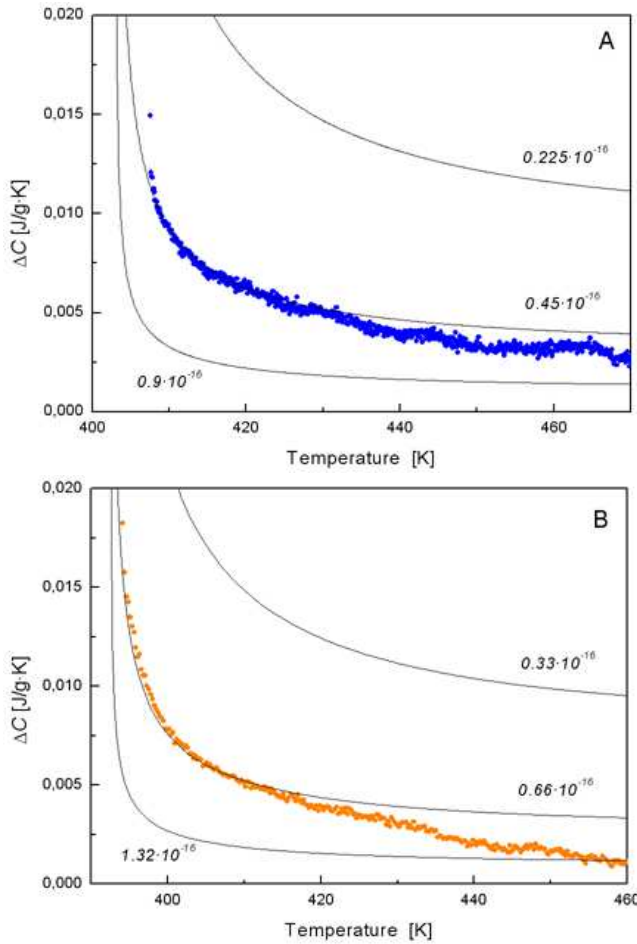 0,020
A
0,015
ΔC [J/g·K]
0.225·10⁻¹⁶
0,010
0.45·10⁻¹⁶
0,005
0.9·10⁻¹⁶
0,000
400 420 440 460
Temperature [K]
0,020
B
0,015
ΔC [J/g·K]
0.33·10⁻¹⁶
0,010
0.66·10⁻¹⁶
0,005
1.32·10⁻¹⁶
0,000
400 420 440 460
Temperature [K]